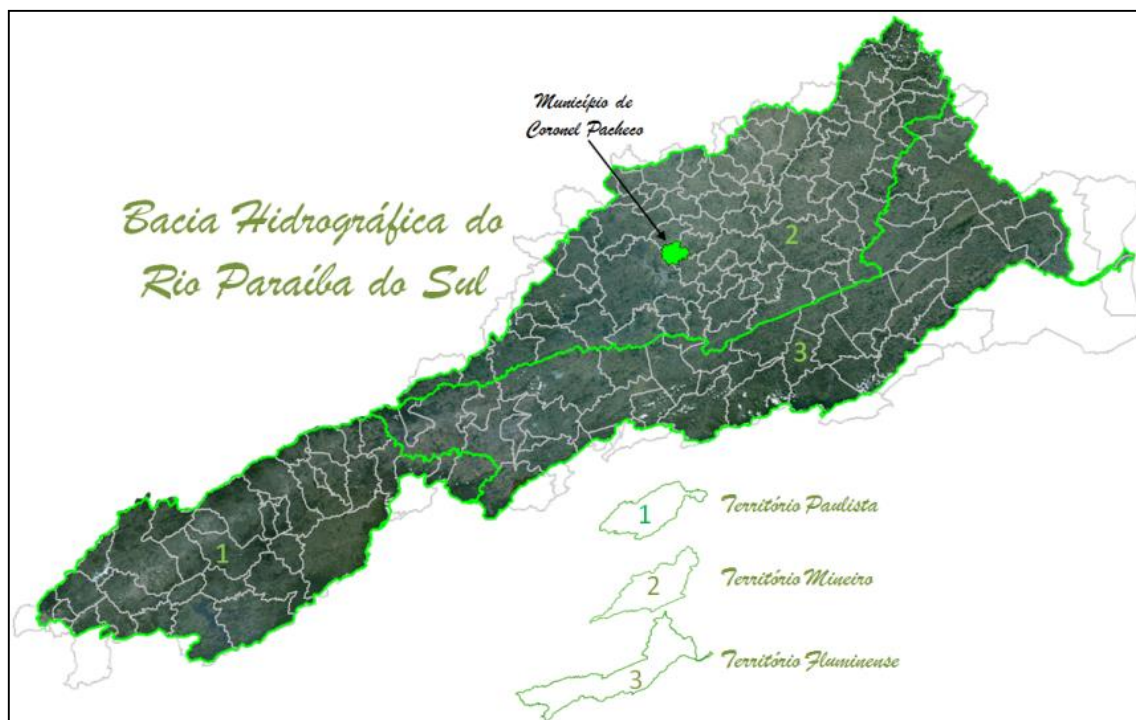 Município de
Coronel Pacheco
Bacia Hidrográfica do
Rio Paraíba do Sul
2
3
1
1
Território Paulista
2
Território Mineiro
3
Território Fluminense